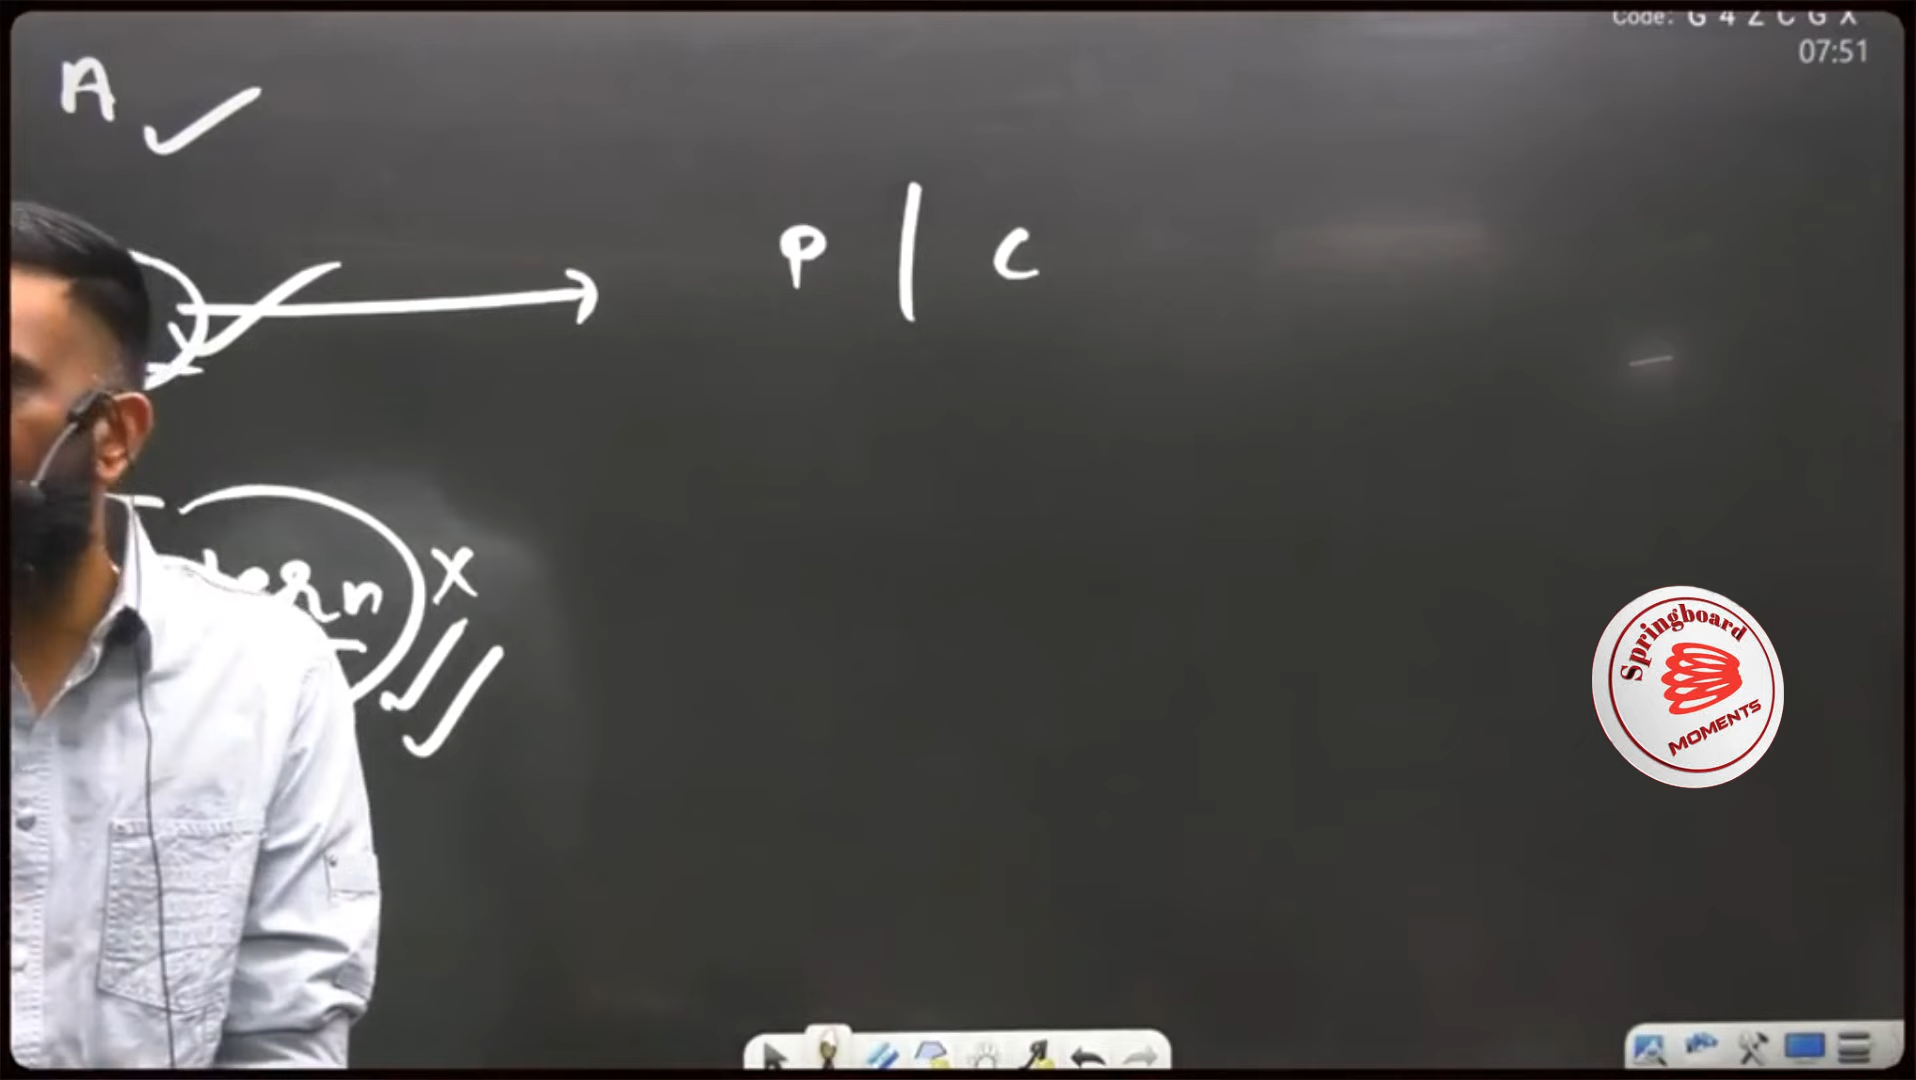 Code: G 4 Z C G X
07:51
A
P | C
X
Springboard
MOMENTS